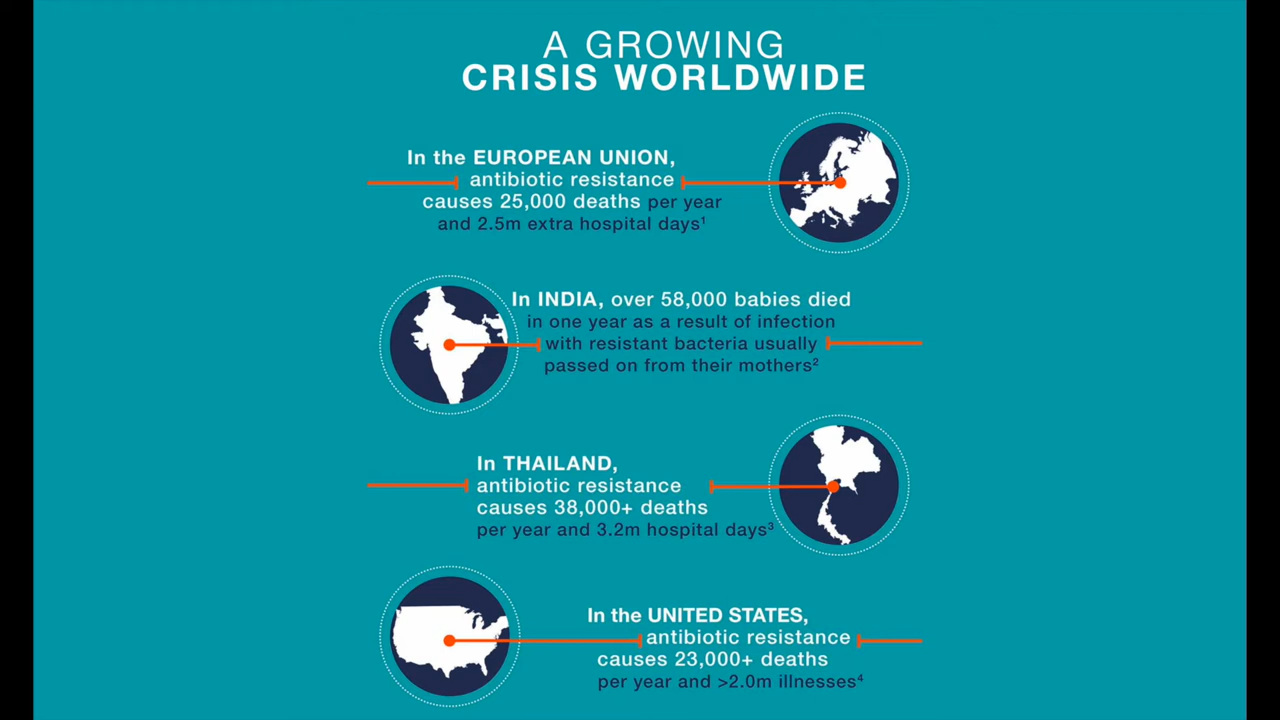 A GROWING
CRISIS WORLDWIDE
In the EUROPEAN UNION,
antibiotic resistance
causes 25,000 deaths per year
and 2.5m extra hospital days¹
In INDIA, over 58,000 babies died
in one year as a result of infection
with resistant bacteria usually
passed on from their mothers²
In THAILAND,
antibiotic resistance
causes 38,000+ deaths
per year and 3.2m hospital days³
In the UNITED STATES,
antibiotic resistance
causes 23,000+ deaths
per year and >2.0m illnesses⁴